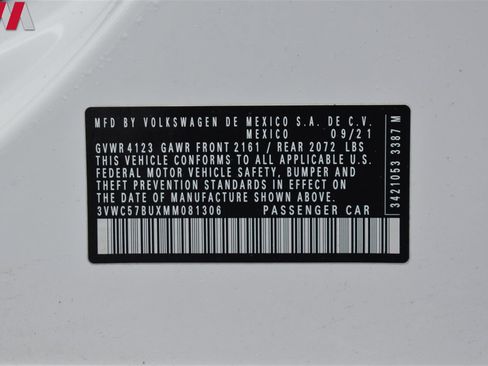 MFD BY VOLKSWAGEN DE MEXICO S.A. DE C.V.
MEXICO 09/21
GVWR 4123 GAWR FRONT 2161 / REAR 2072 LBS
THIS VEHICLE CONFORMS TO ALL APPLICABLE U.S.
FEDERAL MOTOR VEHICLE SAFETY, BUMPER AND
THEFT PREVENTION STANDARDS IN EFFECT ON
THE DATE OF MANUFACTURE SHOWN ABOVE
3VWC57BUXMM081306 PASSENGER CAR
3421053 3387 M